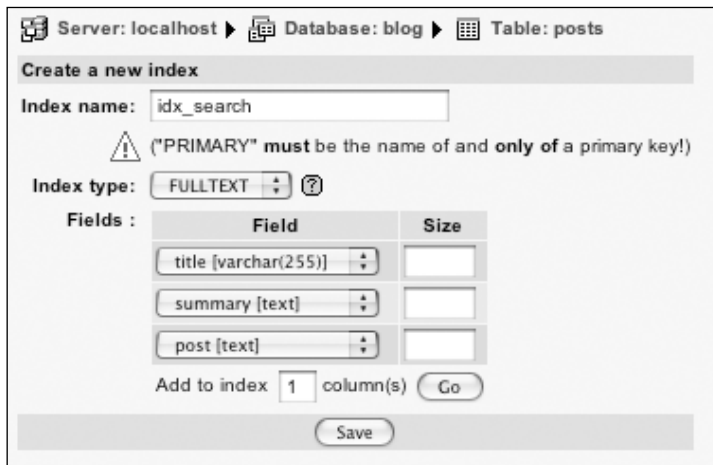 Server: localhost Database: blog Table: posts
Create a new index
Index name: idx_search
("PRIMARY" must be the name of and only of a primary key!)
Index type: FULLTEXT ?
Fields : Field Size
title [varchar(255)]
summary [text]
post [text]
Add to index 1 column(s) Go
Save